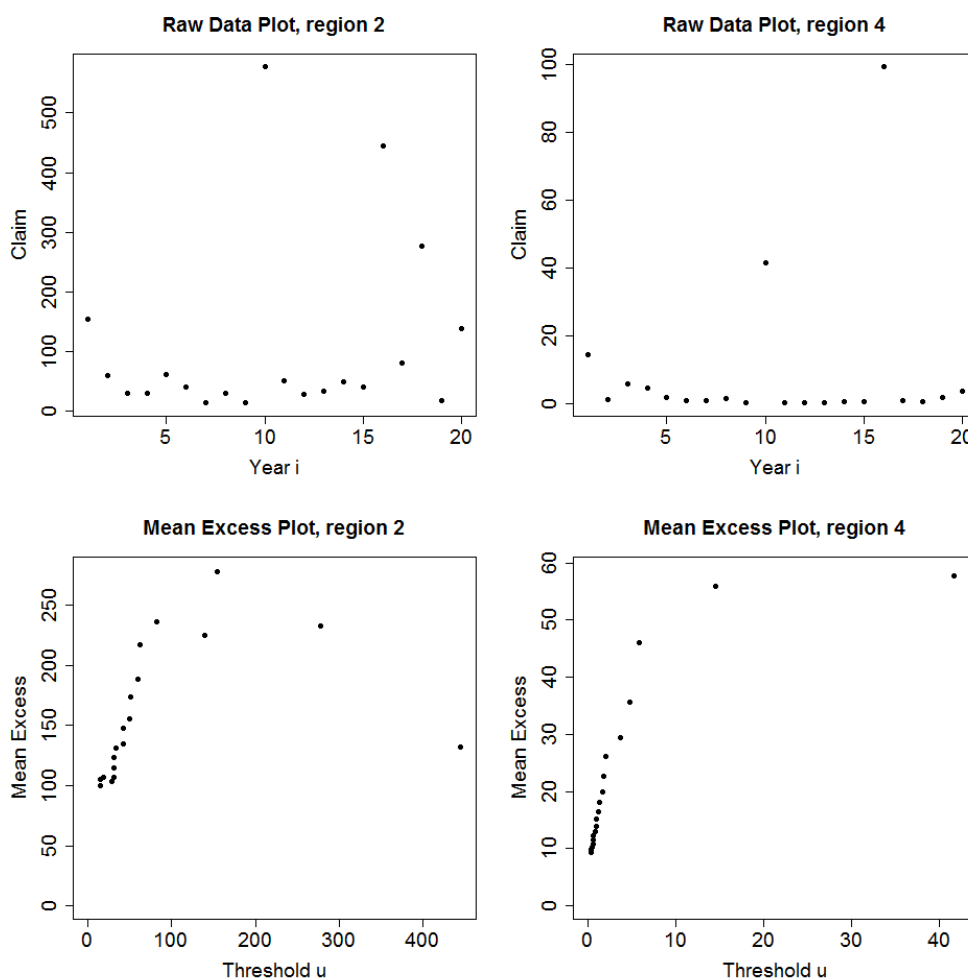 Raw Data Plot, region 2
Claim
0 100 200 300 400 500
5 10 15 20
Year i
Raw Data Plot, region 4
Claim
0 20 40 60 80 100
5 10 15 20
Year i
Mean Excess Plot, region 2
Mean Excess
0 50 100 150 200 250
0 100 200 300 400
Threshold u
Mean Excess Plot, region 4
Mean Excess
0 10 20 30 40 50 60
0 10 20 30 40
Threshold u